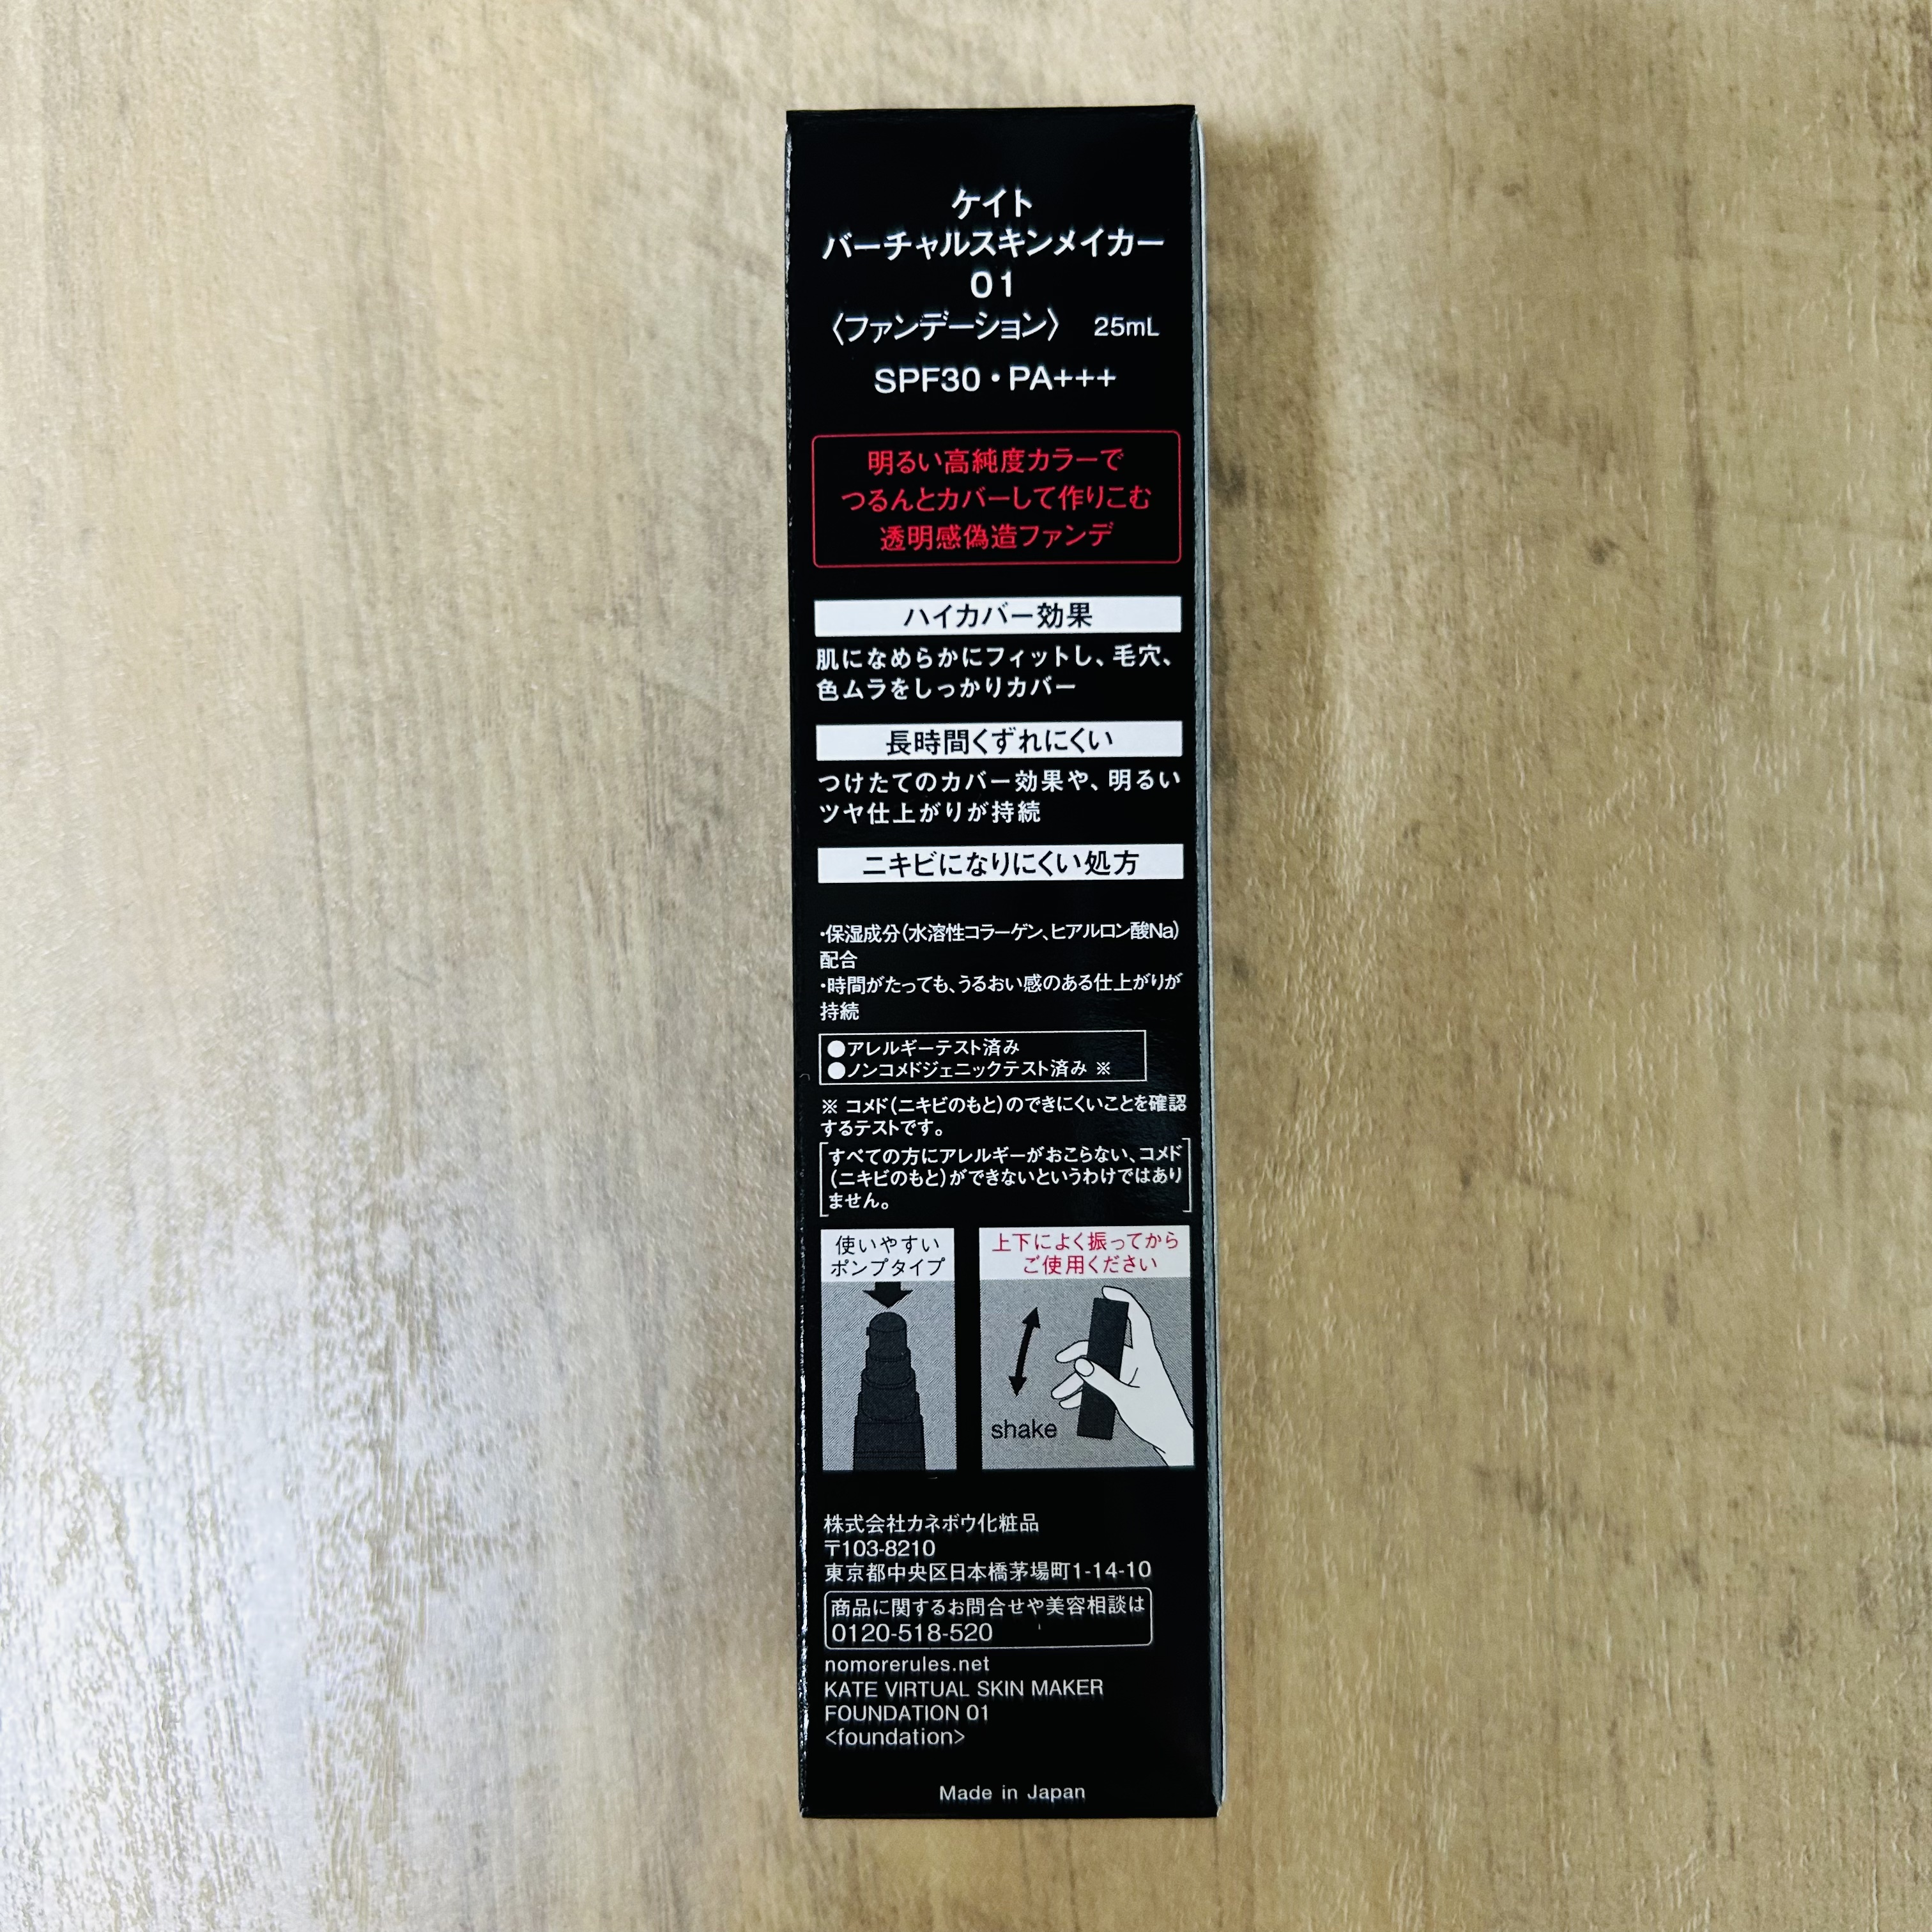 ケイト
バーチャルスキンメイカー
01
〈ファンデーション〉 25mL
SPF30・PA+++
明るい高純度カラーで
つるんとカバーして作りこむ
透明感偽造ファンデ
ハイカバー効果
肌になめらかにフィットし、毛穴、
色ムラをしっかりカバー
長時間くずれにくい
つけたてのカバー効果や、明るい
ツヤ仕上がりが持続
ニキビになりにくい処方
・保湿成分(水溶性コラーゲン、ヒアルロン酸Na)
配合
・時間がたっても、うるおい感のある仕上がりが
持続
●アレルギーテスト済み
●ノンコメドジェニックテスト済み ※
※ コメド(ニキビのもと)のできにくいことを確認
するテストです。
すべての方にアレルギーがおこらない、コメド
(ニキビのもと)ができないというわけではあり
ません。
使いやすい
ポンプタイプ
上下によく振ってから
ご使用ください
shake
株式会社カネボウ化粧品
〒103-8210
東京都中央区日本橋茅場町1-14-10
商品に関するお問合せや美容相談は
0120-518-520
nomorerules.net
KATE VIRTUAL SKIN MAKER
FOUNDATION 01
<foundation>
Made in Japan